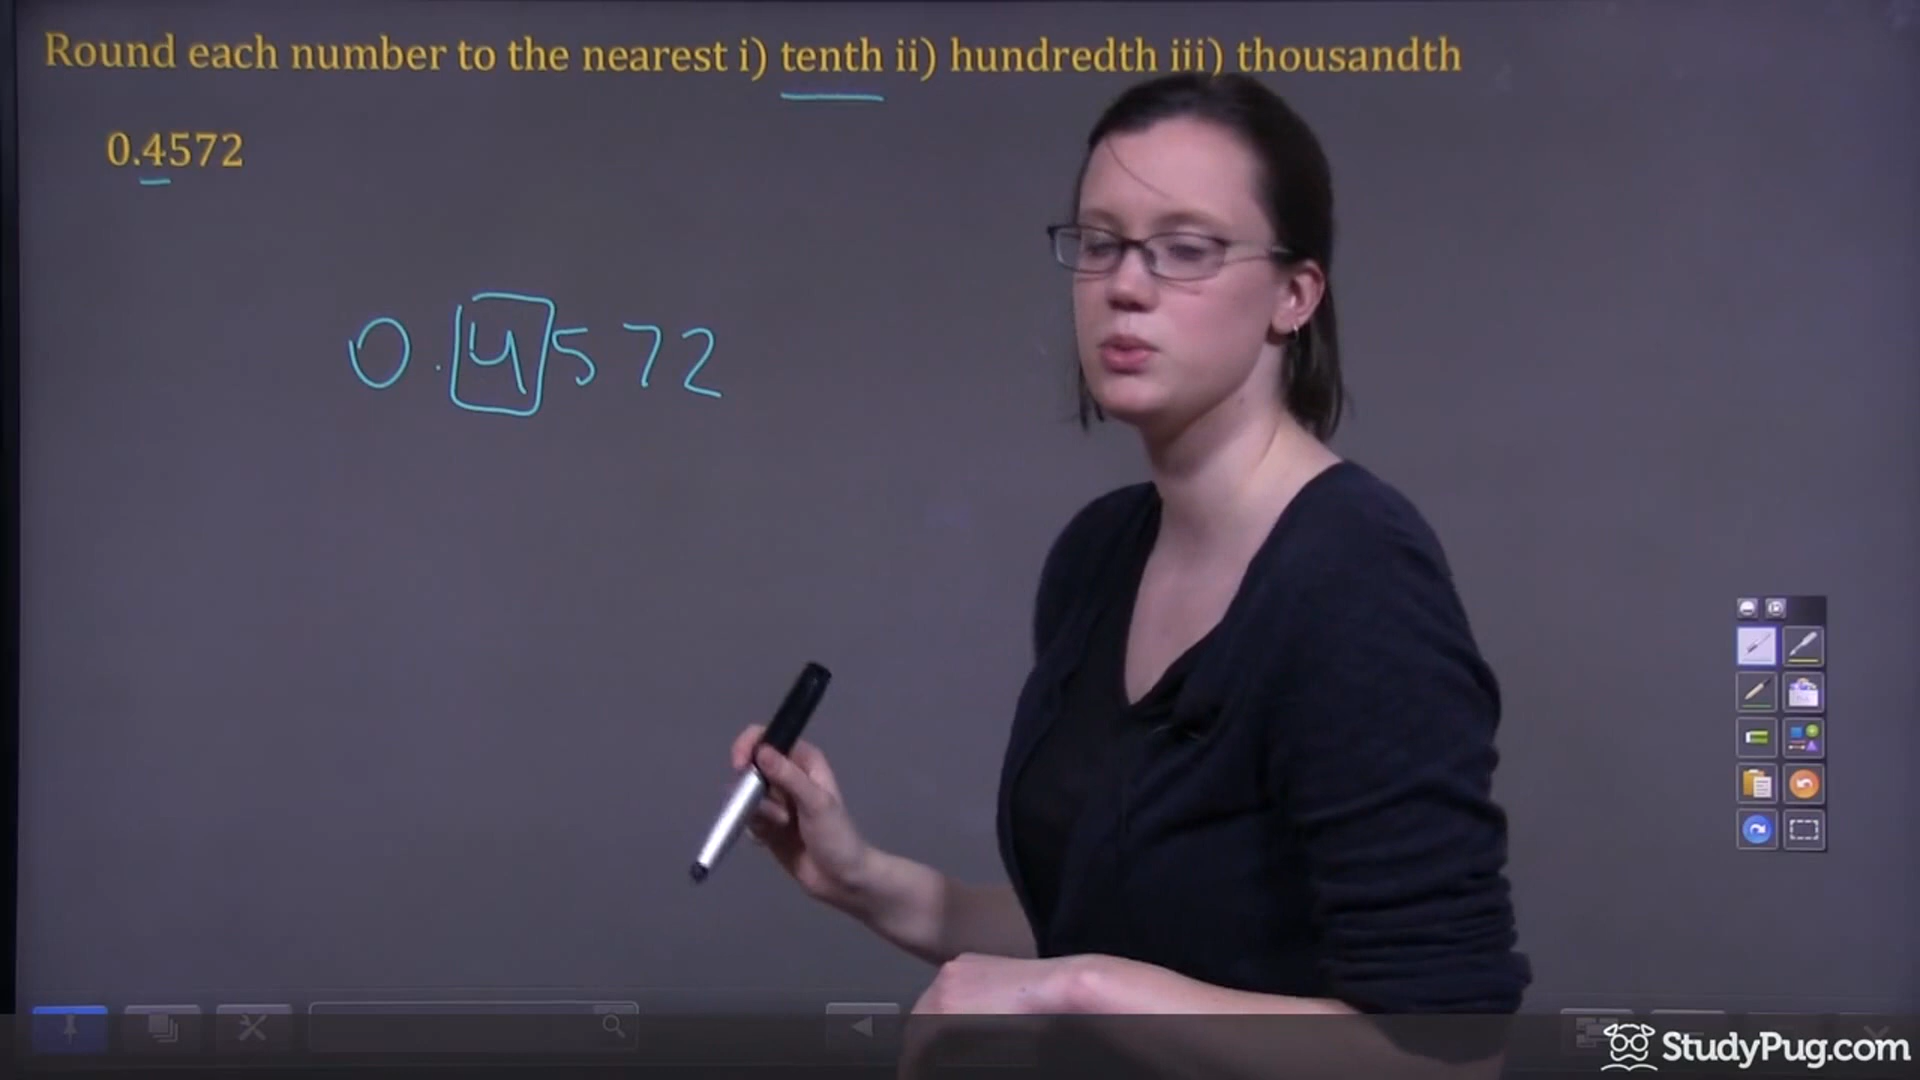 Round each number to the nearest i) tenth ii) hundredth iii) thousandth
0.4572
0.4572
StudyPug.com